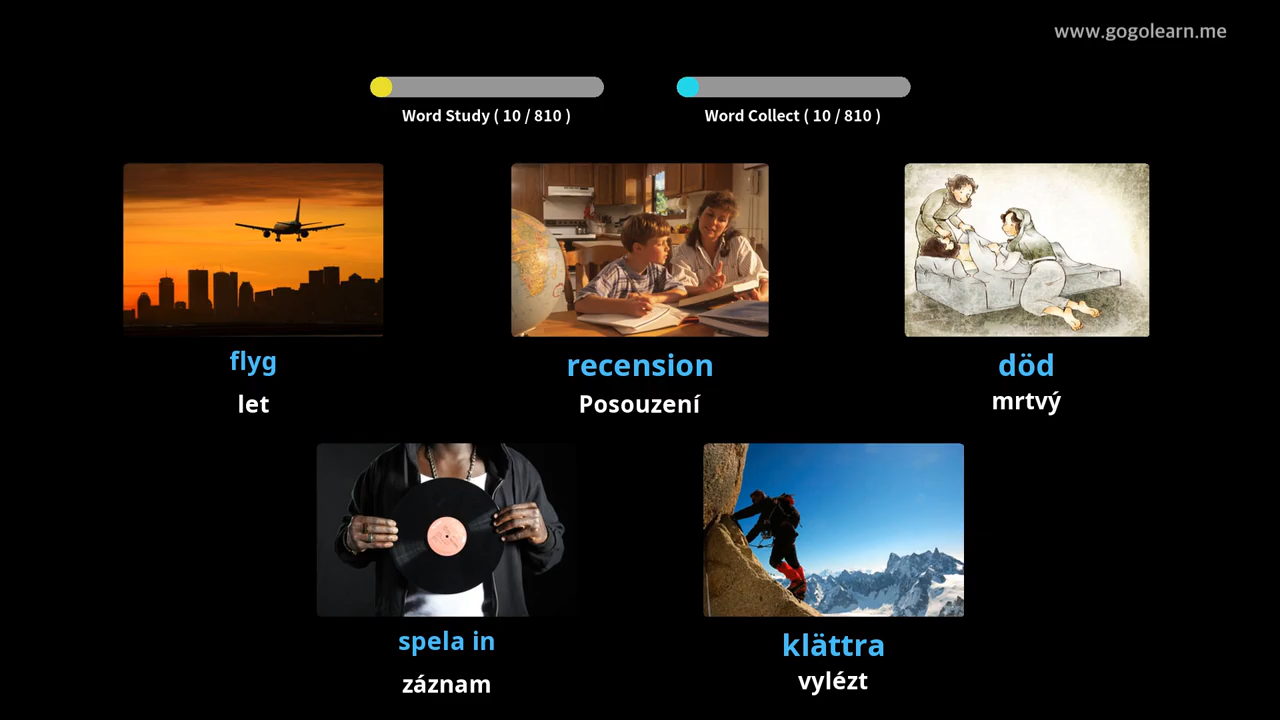 www.gogolearn.me
Word Study ( 10 / 810 )
Word Collect ( 10 / 810 )
flyg
let
recension
Posouzení
död
mrtvý
spela in
záznam
klättra
vylézt